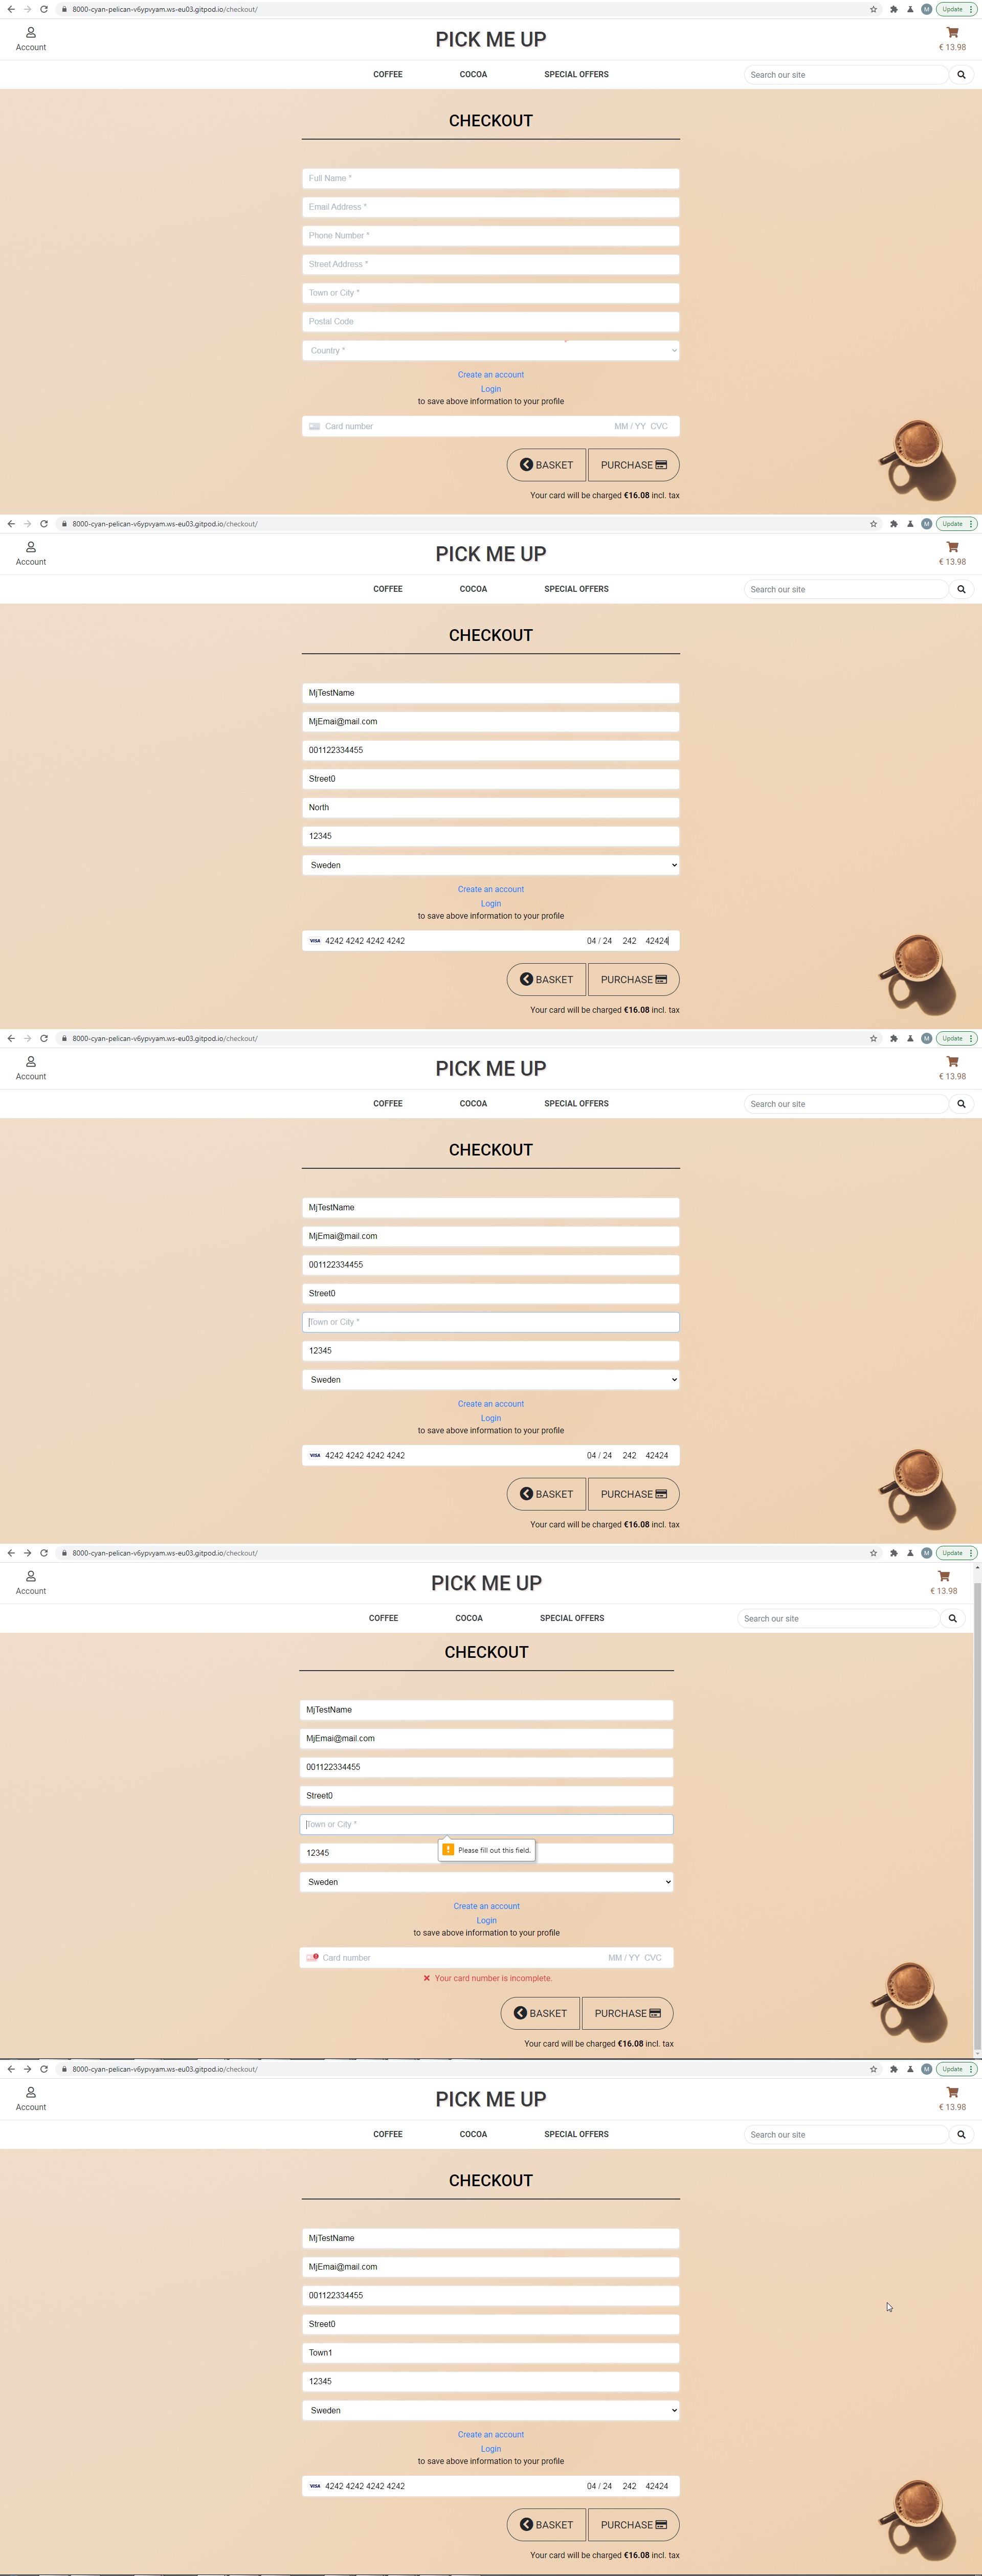 8000-cyan-pelican-v6ypvyam.ws-eu03.gitpod.io/checkout/
M
Update
Account
PICK ME UP
€ 13.98
COFFEE
COCOA
SPECIAL OFFERS
Search our site
CHECKOUT
Full Name *
Email Address *
Phone Number *
Street Address *
Town or City *
Postal Code
Country *
Create an account
Login
to save above information to your profile
Card number MM / YY CVC
BASKET
PURCHASE
Your card will be charged €16.08 incl. tax
8000-cyan-pelican-v6ypvyam.ws-eu03.gitpod.io/checkout/
M
Update
Account
PICK ME UP
€ 13.98
COFFEE
COCOA
SPECIAL OFFERS
Search our site
CHECKOUT
MjTestName
MjEmai@mail.com
001122334455
Street0
North
12345
Sweden
Create an account
Login
to save above information to your profile
VISA 4242 4242 4242 4242 04 / 24 242 42424
BASKET
PURCHASE
Your card will be charged €16.08 incl. tax
8000-cyan-pelican-v6ypvyam.ws-eu03.gitpod.io/checkout/
M
Update
Account
PICK ME UP
€ 13.98
COFFEE
COCOA
SPECIAL OFFERS
Search our site
CHECKOUT
MjTestName
MjEmai@mail.com
001122334455
Street0
Town or City *
12345
Sweden
Create an account
Login
to save above information to your profile
VISA 4242 4242 4242 4242 04 / 24 242 42424
BASKET
PURCHASE
Your card will be charged €16.08 incl. tax
8000-cyan-pelican-v6ypvyam.ws-eu03.gitpod.io/checkout/
M
Update
Account
PICK ME UP
€ 13.98
COFFEE
COCOA
SPECIAL OFFERS
Search our site
CHECKOUT
MjTestName
MjEmai@mail.com
001122334455
Street0
Town or City *
! Please fill out this field.
12345
Sweden
Create an account
Login
to save above information to your profile
Card number MM / YY CVC
Your card number is incomplete.
BASKET
PURCHASE
Your card will be charged €16.08 incl. tax
8000-cyan-pelican-v6ypvyam.ws-eu03.gitpod.io/checkout/
M
Update
Account
PICK ME UP
€ 13.98
COFFEE
COCOA
SPECIAL OFFERS
Search our site
CHECKOUT
MjTestName
MjEmai@mail.com
001122334455
Street0
Town1
12345
Sweden
Create an account
Login
to save above information to your profile
VISA 4242 4242 4242 4242 04 / 24 242 42424
BASKET
PURCHASE
Your card will be charged €16.08 incl. tax